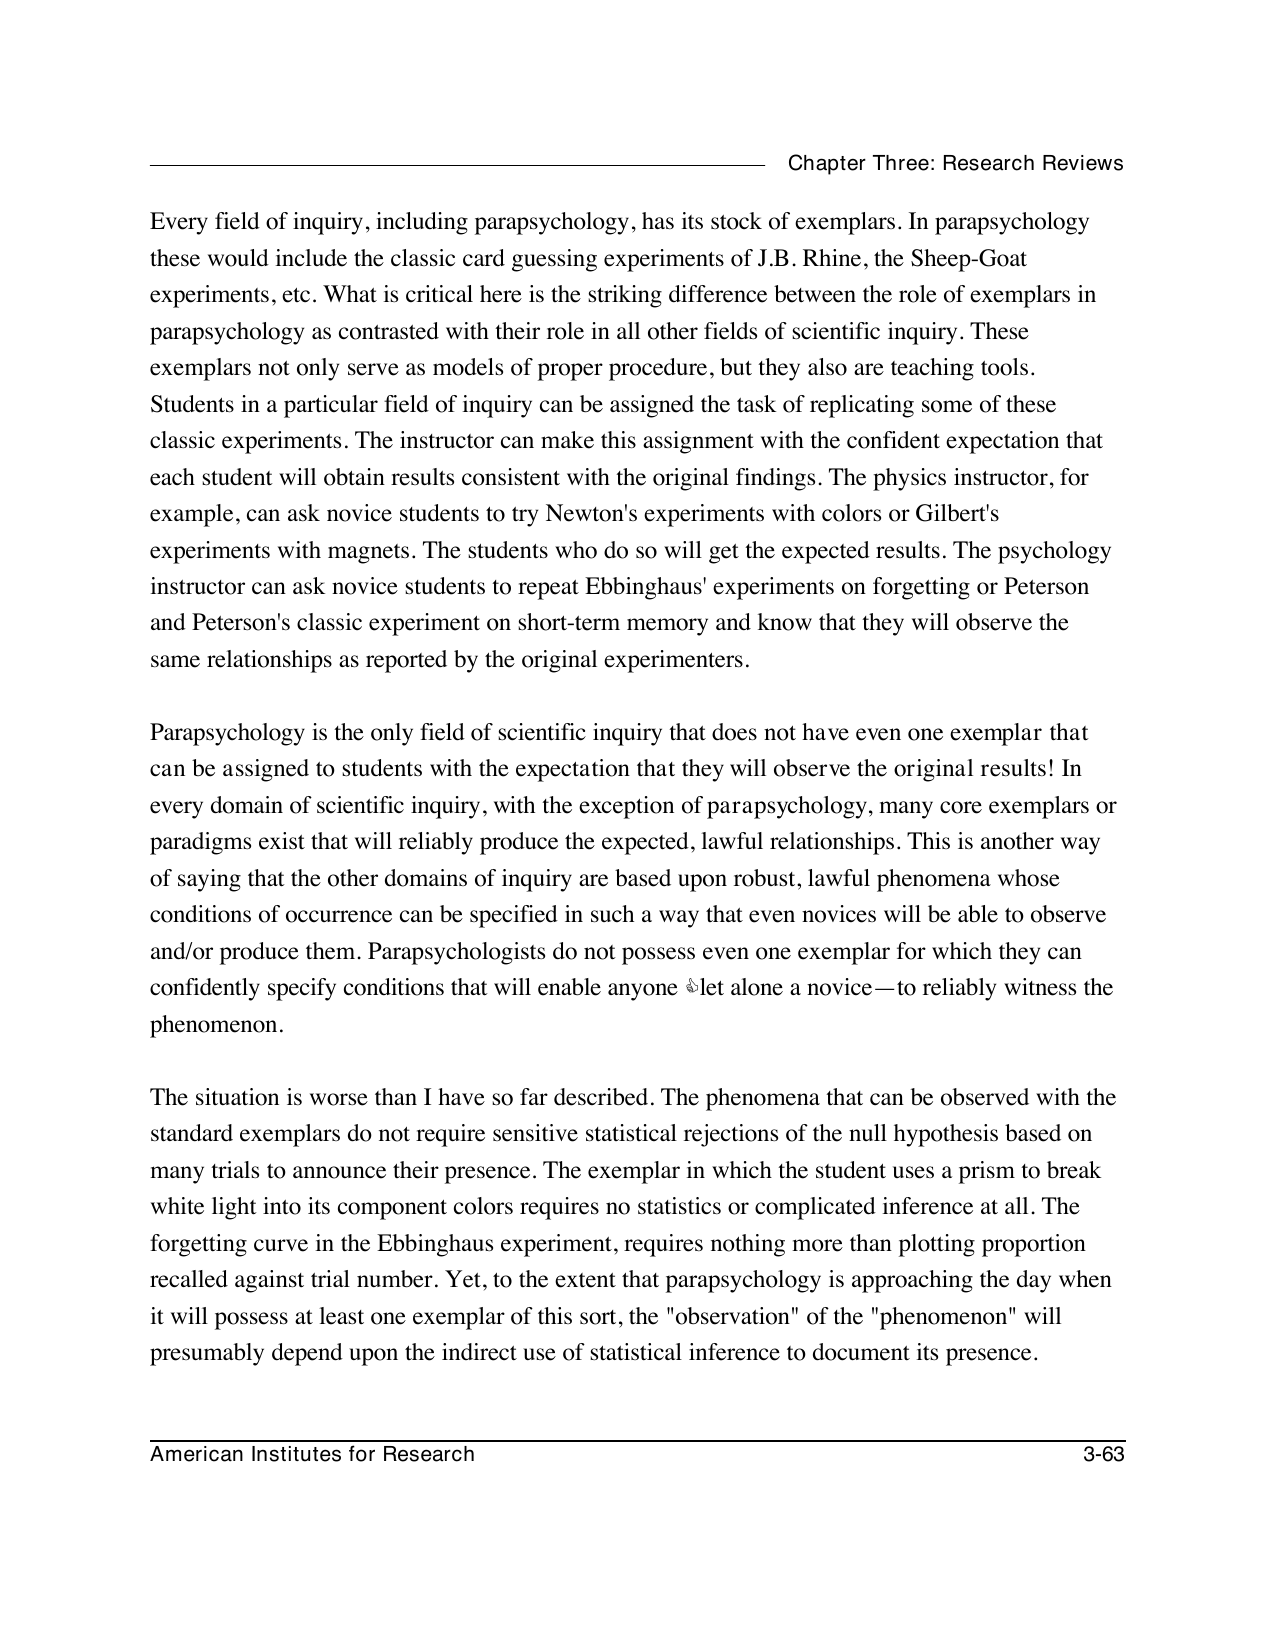 Chapter Three: Research Reviews
Every field of inquiry, including parapsychology, has its stock of exemplars. In parapsychology
these would include the classic card guessing experiments of J.B. Rhine, the Sheep-Goat
experiments, etc. What is critical here is the striking difference between the role of exemplars in
parapsychology as contrasted with their role in all other fields of scientific inquiry. These
exemplars not only serve as models of proper procedure, but they also are teaching tools.
Students in a particular field of inquiry can be assigned the task of replicating some of these
classic experiments. The instructor can make this assignment with the confident expectation that
each student will obtain results consistent with the original findings. The physics instructor, for
example, can ask novice students to try Newton's experiments with colors or Gilbert's
experiments with magnets. The students who do so will get the expected results. The psychology
instructor can ask novice students to repeat Ebbinghaus' experiments on forgetting or Peterson
and Peterson's classic experiment on short-term memory and know that they will observe the
same relationships as reported by the original experimenters.
Parapsychology is the only field of scientific inquiry that does not have even one exemplar that
can be assigned to students with the expectation that they will observe the original results! In
every domain of scientific inquiry, with the exception of parapsychology, many core exemplars or
paradigms exist that will reliably produce the expected, lawful relationships. This is another way
of saying that the other domains of inquiry are based upon robust, lawful phenomena whose
conditions of occurrence can be specified in such a way that even novices will be able to observe
and/or produce them. Parapsychologists do not possess even one exemplar for which they can
confidently specify conditions that will enable anyone 👍let alone a novice—to reliably witness the
phenomenon.
The situation is worse than I have so far described. The phenomena that can be observed with the
standard exemplars do not require sensitive statistical rejections of the null hypothesis based on
many trials to announce their presence. The exemplar in which the student uses a prism to break
white light into its component colors requires no statistics or complicated inference at all. The
forgetting curve in the Ebbinghaus experiment, requires nothing more than plotting proportion
recalled against trial number. Yet, to the extent that parapsychology is approaching the day when
it will possess at least one exemplar of this sort, the "observation" of the "phenomenon" will
presumably depend upon the indirect use of statistical inference to document its presence.
American Institutes for Research
3-63